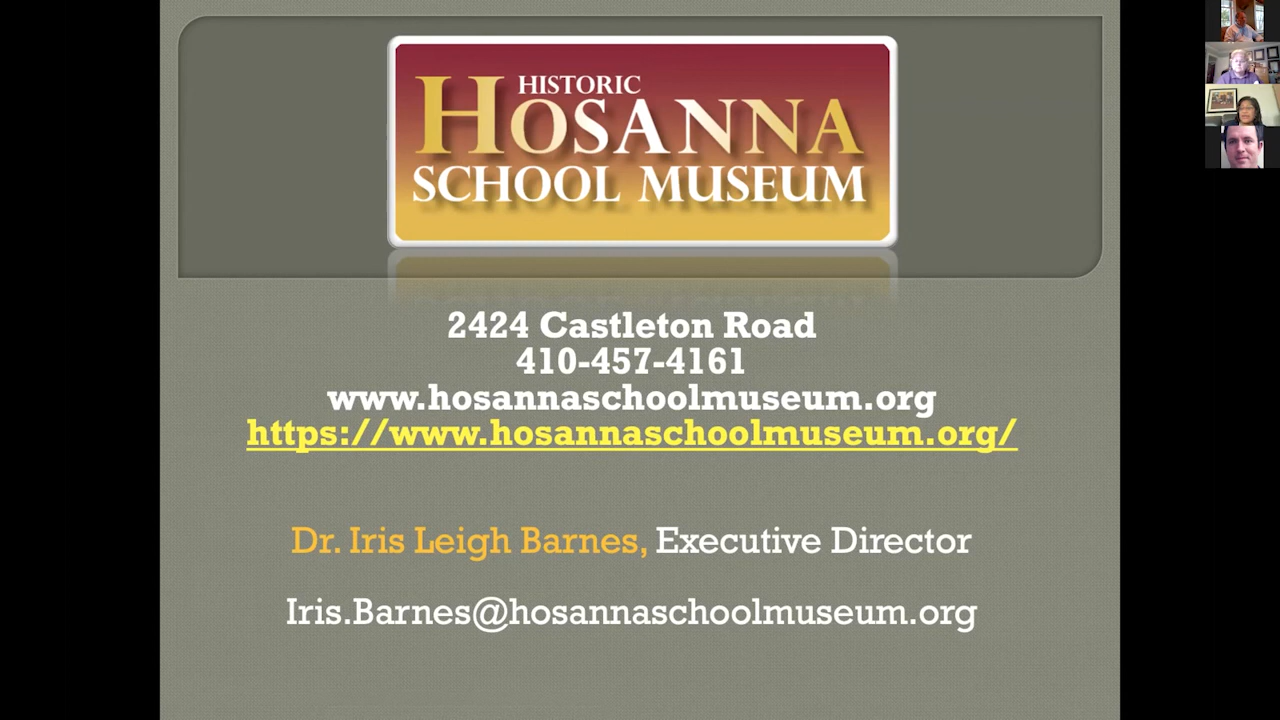 HISTORIC
HOSANNA
SCHOOL MUSEUM
2424 Castleton Road
410-457-4161
www.hosannaschoolmuseum.org
https://www.hosannaschoolmuseum.org/
Dr. Iris Leigh Barnes, Executive Director
Iris.Barnes@hosannaschoolmuseum.org